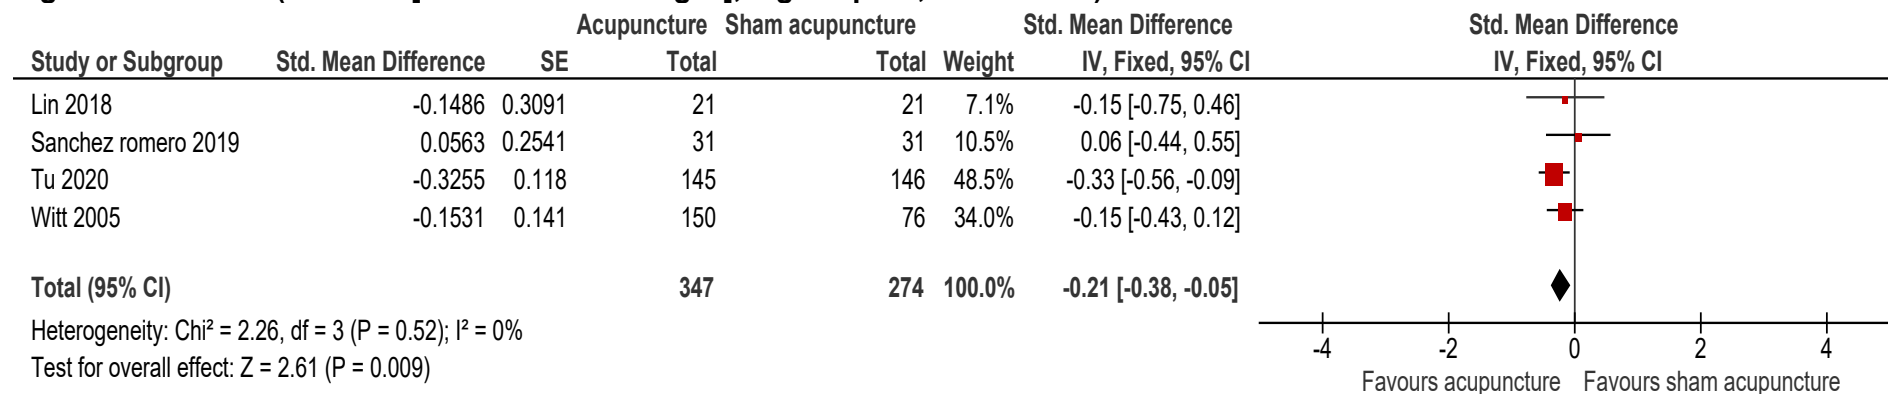 Acupuncture Sham acupuncture Std. Mean Difference Std. Mean Difference
Study or Subgroup Std. Mean Difference SE Total Total Weight IV, Fixed, 95% CI IV, Fixed, 95% CI
Lin 2018 -0.1486 0.3091 21 21 7.1% -0.15 [-0.75, 0.46]
Sanchez romero 2019 0.0563 0.2541 31 31 10.5% 0.06 [-0.44, 0.55]
Tu 2020 -0.3255 0.118 145 146 48.5% -0.33 [-0.56, -0.09]
Witt 2005 -0.1531 0.141 150 76 34.0% -0.15 [-0.43, 0.12]
Total (95% CI) 347 274 100.0% -0.21 [-0.38, -0.05]
Heterogeneity: Chi² = 2.26, df = 3 (P = 0.52); I² = 0%
Test for overall effect: Z = 2.61 (P = 0.009)
-4 -2 0 2 4
Favours acupuncture Favours sham acupuncture